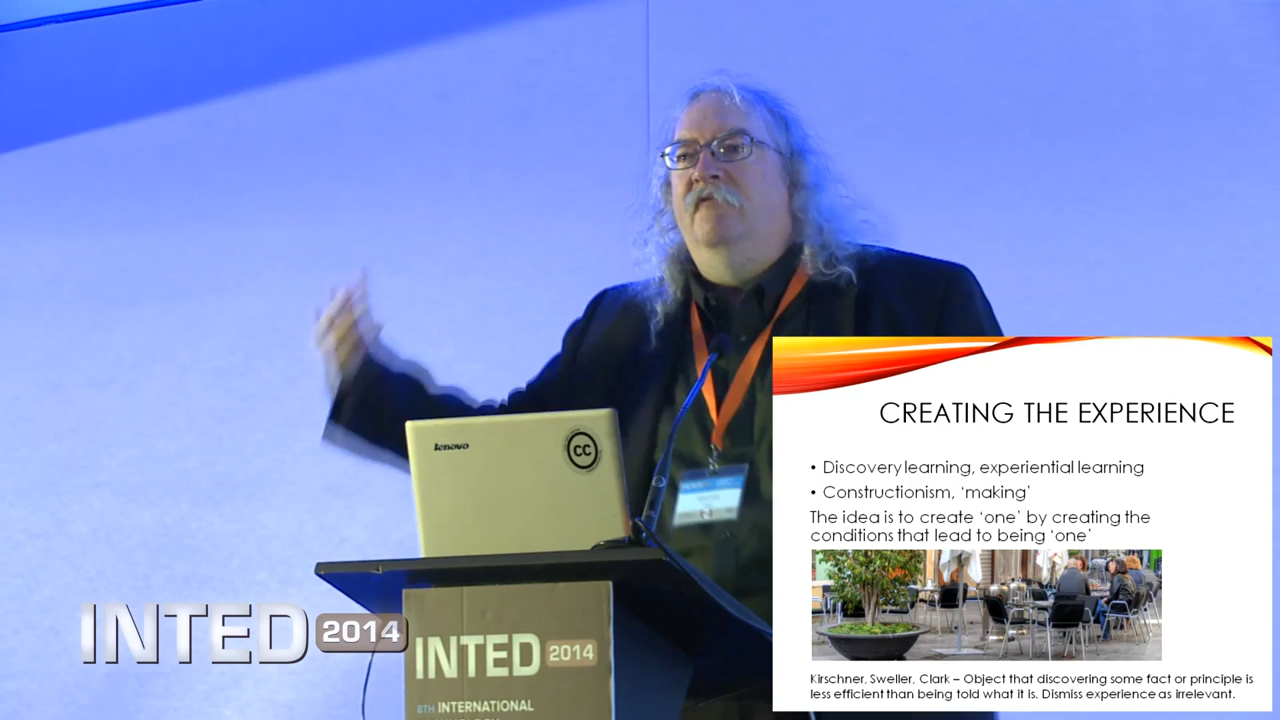 lenovo
CC
INTED 2014
INTED 2014
8TH INTERNATIONAL
CREATING THE EXPERIENCE
• Discovery learning, experiential learning
• Constructionism, ‘making’
The idea is to create ‘one’ by creating the
conditions that lead to being ‘one’
Kirschner, Sweller, Clark – Object that discovering some fact or principle is
less efficient than being told what it is. Dismiss experience as irrelevant.